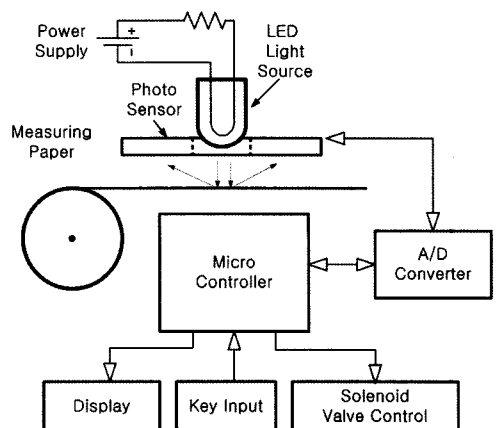 Power
Supply
+
-
LED
Light
Source
Photo
Sensor
Measuring
Paper
Micro
Controller
A/D
Converter
Display
Key Input
Solenoid
Valve Control